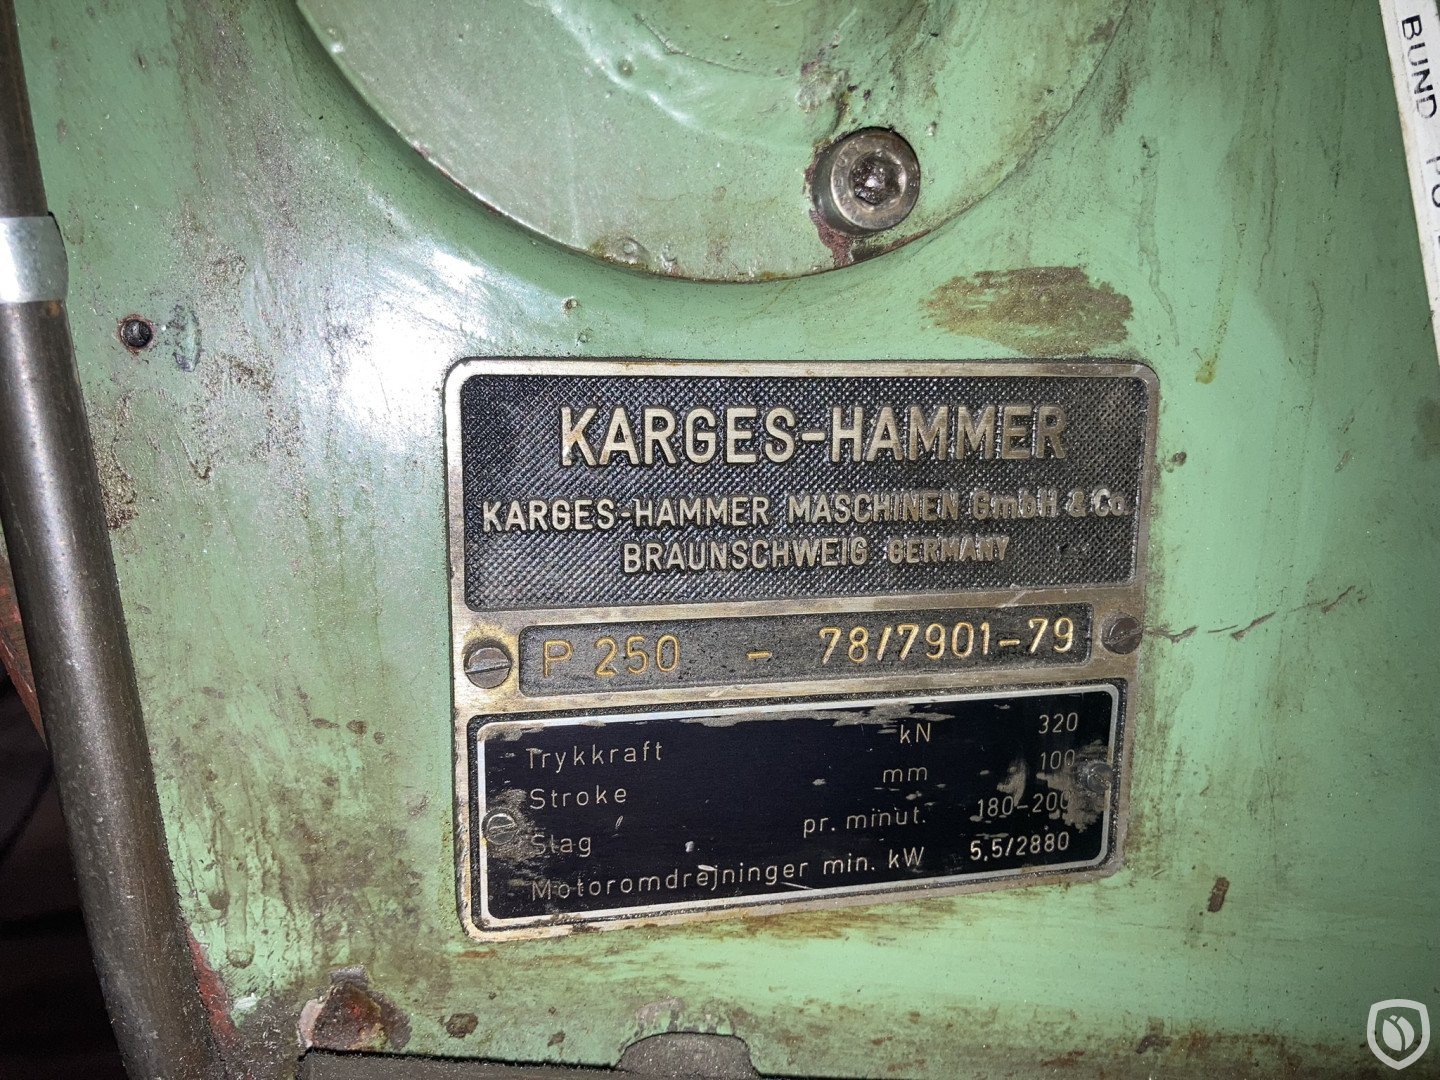 BUND
KARGES-HAMMER
KARGES-HAMMER MASCHINEN GmbH & Co.
BRAUNSCHWEIG GERMANY
P 250 - 78/7901-79
Trykkraft kN 320
Stroke mm 100
Slag pr. minut. 180-200
Motoromdrejninger min. kW 5,5/2880